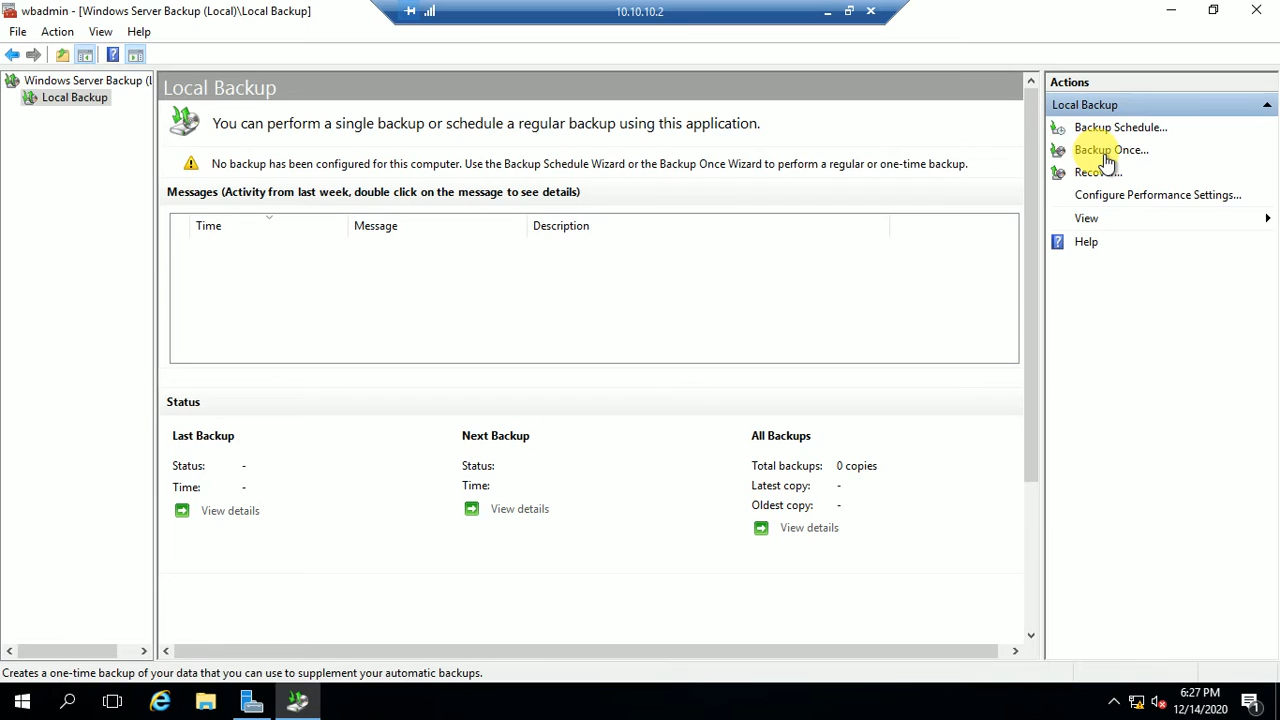 wbadmin - [Windows Server Backup (Local)\Local Backup]
10.10.10.2
File Action View Help
Windows Server Backup (L
Local Backup
Local Backup
You can perform a single backup or schedule a regular backup using this application.
No backup has been configured for this computer. Use the Backup Schedule Wizard or the Backup Once Wizard to perform a regular or one-time backup.
Messages (Activity from last week, double click on the message to see details)
Time Message Description
Status
Last Backup
Status: -
Time: -
View details
Next Backup
Status:
Time:
View details
All Backups
Total backups: 0 copies
Latest copy: -
Oldest copy: -
View details
Actions
Local Backup
Backup Schedule...
Backup Once...
Configure Performance Settings...
View
Help
Creates a one-time backup of your data that you can use to supplement your automatic backups.
6:27 PM
12/14/2020
1